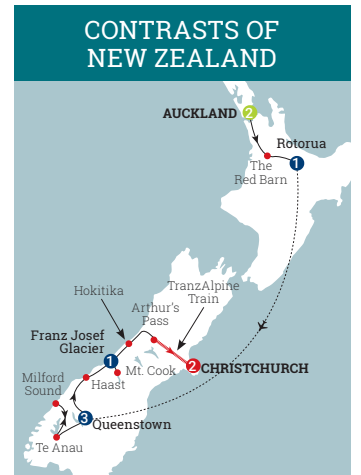 CONTRASTS OF
NEW ZEALAND
AUCKLAND
2
Rotorua
1
The
Red Barn
TranzAlpine
Train
Hokitika
Arthur's
Pass
Franz Josef
Glacier
1
Mt. Cook
2
CHRISTCHURCH
Milford
Sound
Haast
3
Queenstown
Te Anau